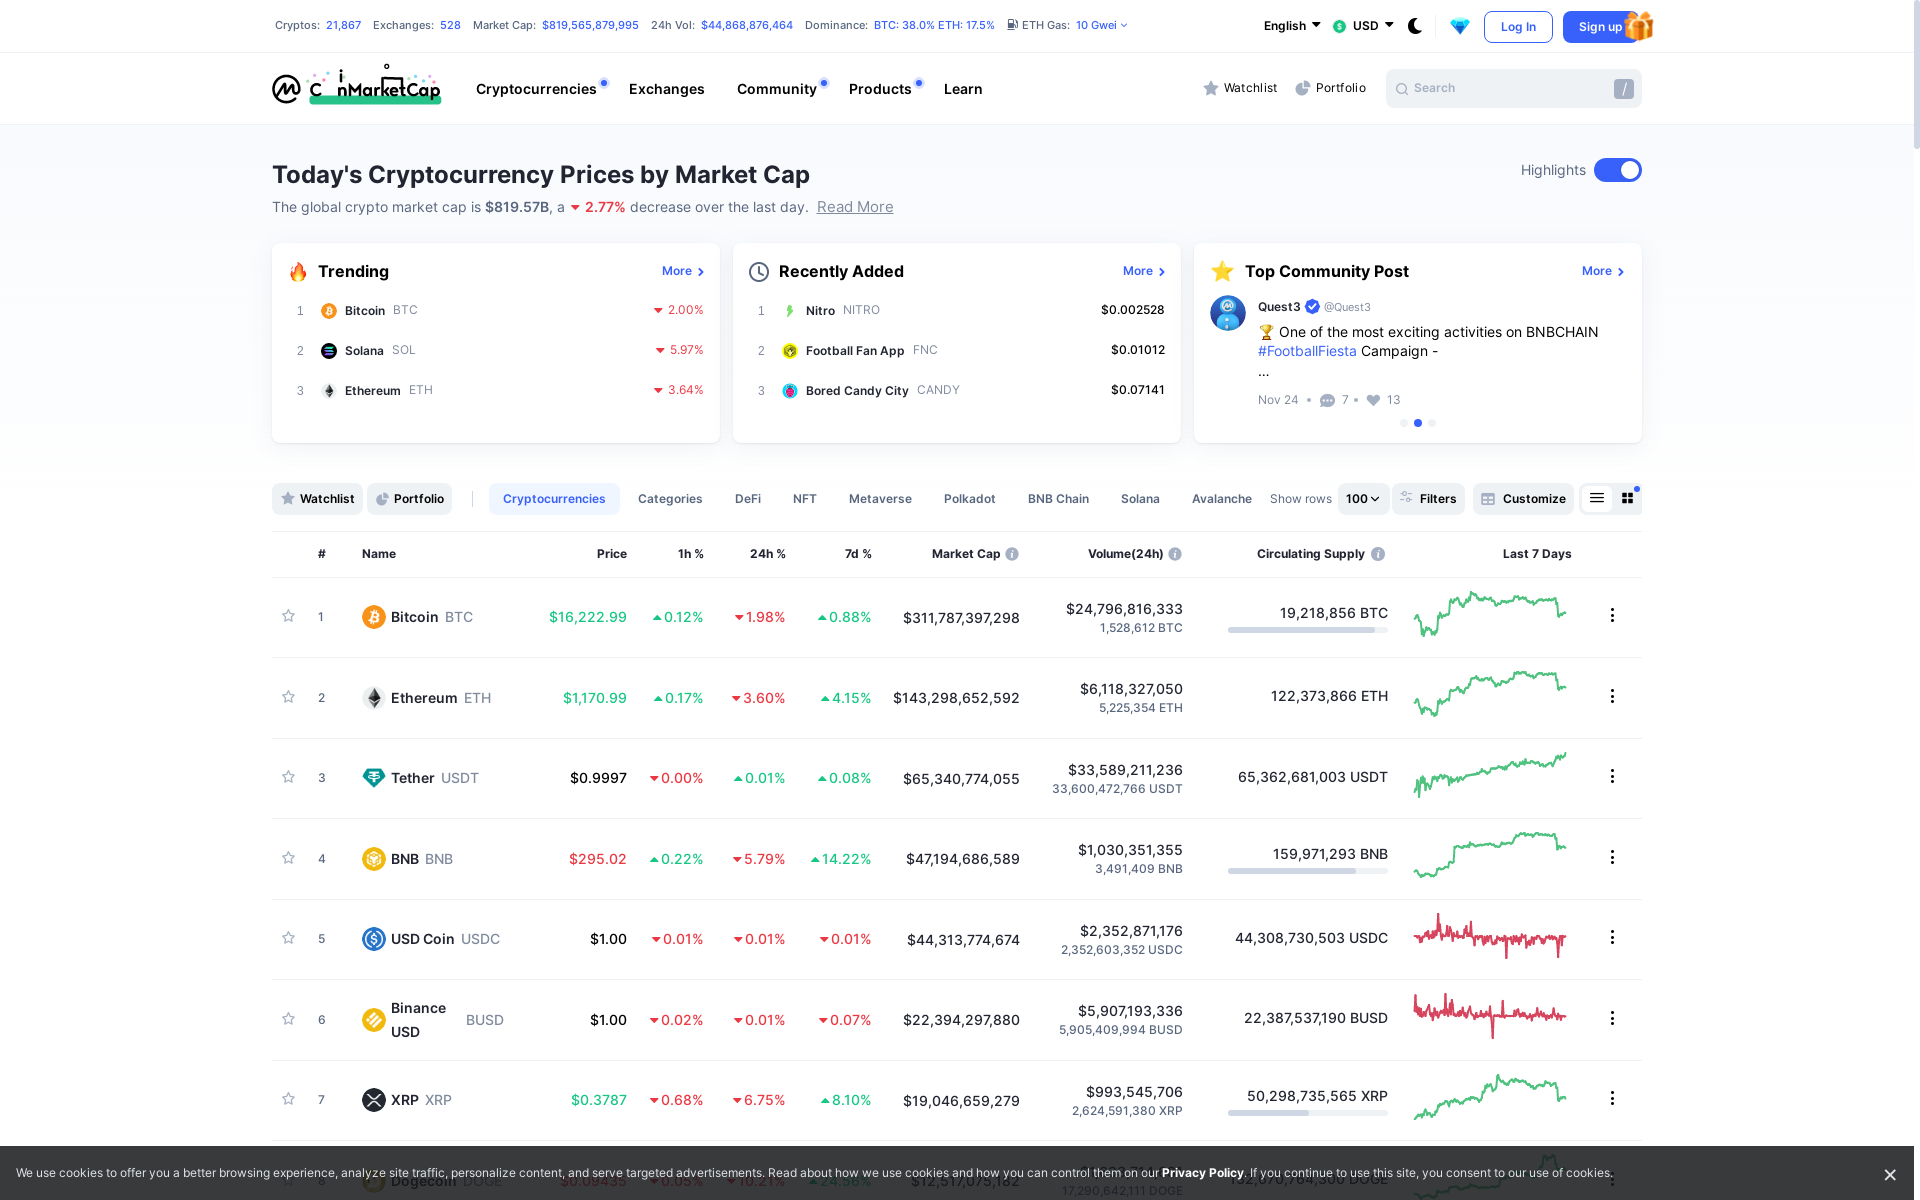 Cryptos: 21,867 Exchanges: 528 Market Cap: $819,565,879,995 24h Vol: $44,868,876,464 Dominance: BTC: 38.0% ETH: 17.5% ETH Gas: 10 Gwei
English USD Log In Sign up
CoinMarketCap Cryptocurrencies Exchanges Community Products Learn Watchlist Portfolio Search /
Today's Cryptocurrency Prices by Market Cap
Highlights
The global crypto market cap is $819.57B, a 2.77% decrease over the last day. Read More
Trending More
1 Bitcoin BTC 2.00%
2 Solana SOL 5.97%
3 Ethereum ETH 3.64%
Recently Added More
1 Nitro NITRO $0.002528
2 Football Fan App FNC $0.01012
3 Bored Candy City CANDY $0.07141
Top Community Post More
Quest3 @Quest3
🏆 One of the most exciting activities on BNBCHAIN
#FootballFiesta Campaign -
...
Nov 24 • 7 • 13
Watchlist Portfolio Cryptocurrencies Categories DeFi NFT Metaverse Polkadot BNB Chain Solana Avalanche Show rows 100 Filters Customize
# Name Price 1h % 24h % 7d % Market Cap Volume(24h) Circulating Supply Last 7 Days
1 Bitcoin BTC $16,222.99 0.12% 1.98% 0.88% $311,787,397,298 $24,796,816,333 19,218,856 BTC
1,528,612 BTC
2 Ethereum ETH $1,170.99 0.17% 3.60% 4.15% $143,298,652,592 $6,118,327,050 122,373,866 ETH
5,225,354 ETH
3 Tether USDT $0.9997 0.00% 0.01% 0.08% $65,340,774,055 $33,589,211,236 65,362,681,003 USDT
33,600,472,766 USDT
4 BNB BNB $295.02 0.22% 5.79% 14.22% $47,194,686,589 $1,030,351,355 159,971,293 BNB
3,491,409 BNB
5 USD Coin USDC $1.00 0.01% 0.01% 0.01% $44,313,774,674 $2,352,871,176 44,308,730,503 USDC
2,352,603,352 USDC
6 Binance USD BUSD $1.00 0.02% 0.01% 0.07% $22,394,297,880 $5,907,193,336 22,387,537,190 BUSD
5,905,409,994 BUSD
7 XRP XRP $0.3787 0.68% 6.75% 8.10% $19,046,659,279 $993,545,706 50,298,735,565 XRP
2,624,591,380 XRP
We use cookies to offer you a better browsing experience, analyze site traffic, personalize content, and serve targeted advertisements. Read about how we use cookies and how you can control them on our Privacy Policy. If you continue to use this site, you consent to our use of cookies.
8 Dogecoin DOGE $0.09435 0.05% 10.21%
17,290,642,111 DOGE